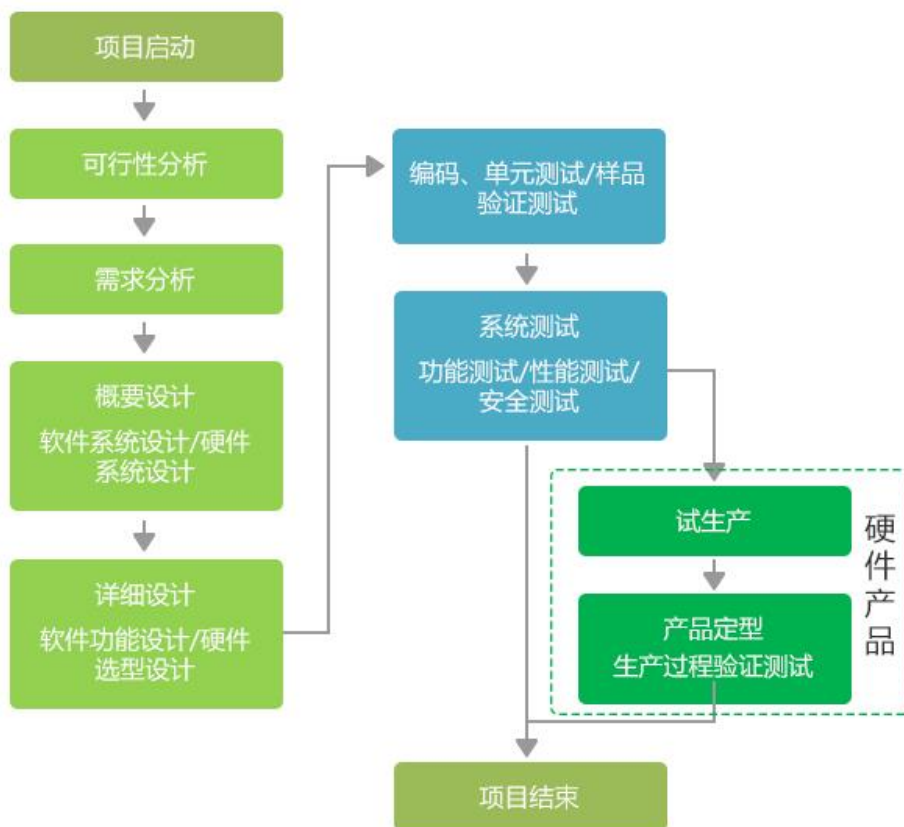 项目启动
可行性分析
需求分析
概要设计
软件系统设计/硬件
系统设计
详细设计
软件功能设计/硬件
选型设计
编码、单元测试/样品
验证测试
系统测试
功能测试/性能测试/
安全测试
试生产
产品定型
生产过程验证测试
硬件产品
项目结束